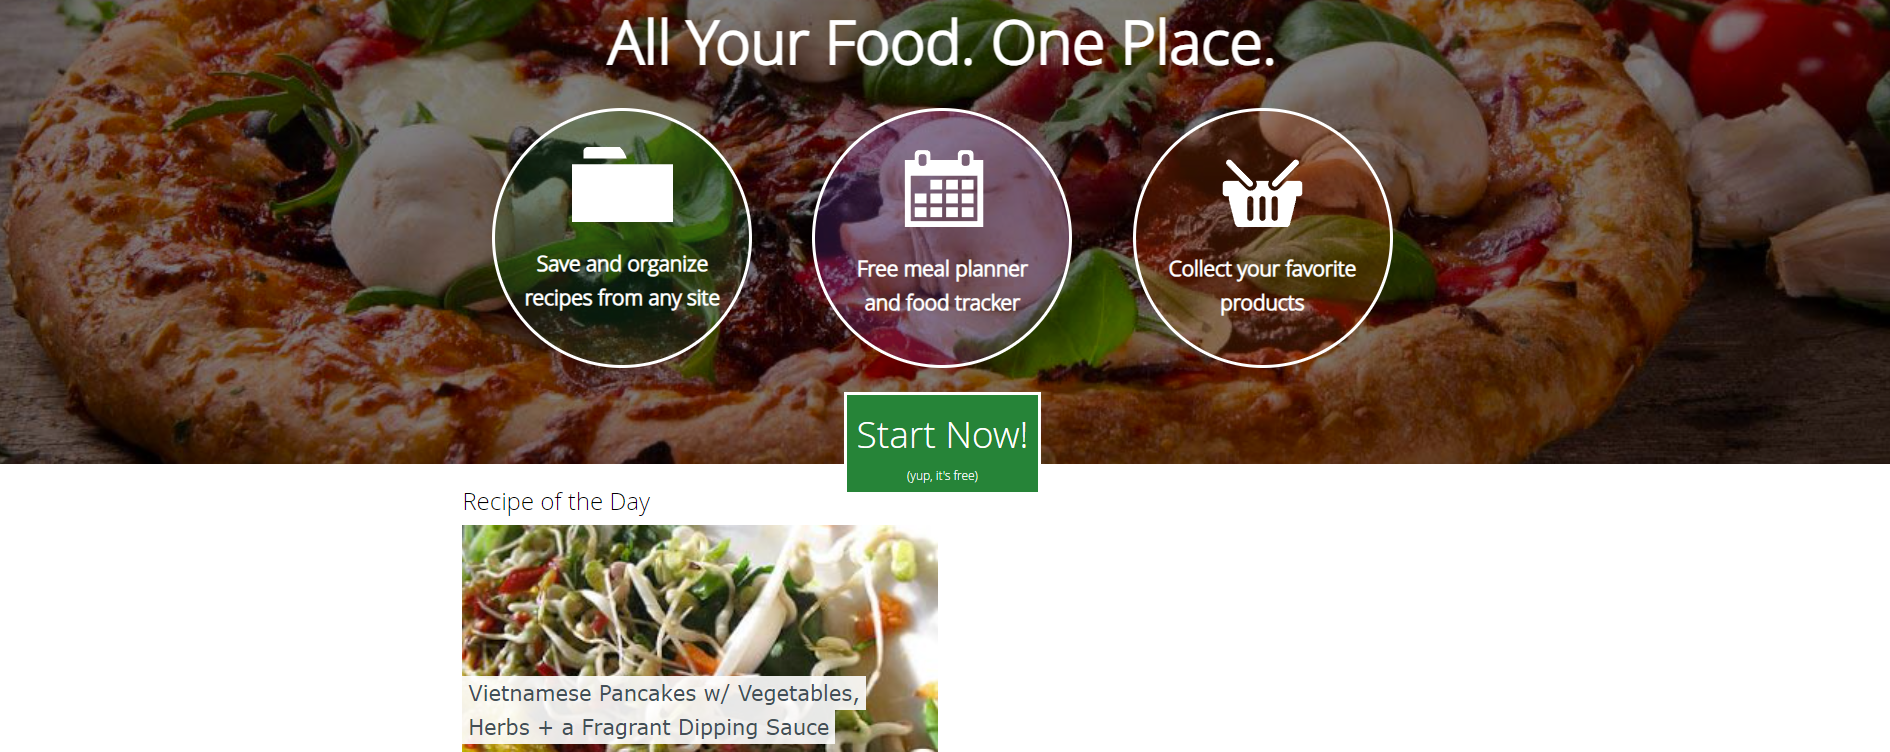 All Your Food. One Place.
Save and organize
recipes from any site
Free meal planner
and food tracker
Collect your favorite
products
Start Now!
(yup, it's free)
Recipe of the Day
Vietnamese Pancakes w/ Vegetables,
Herbs + a Fragrant Dipping Sauce